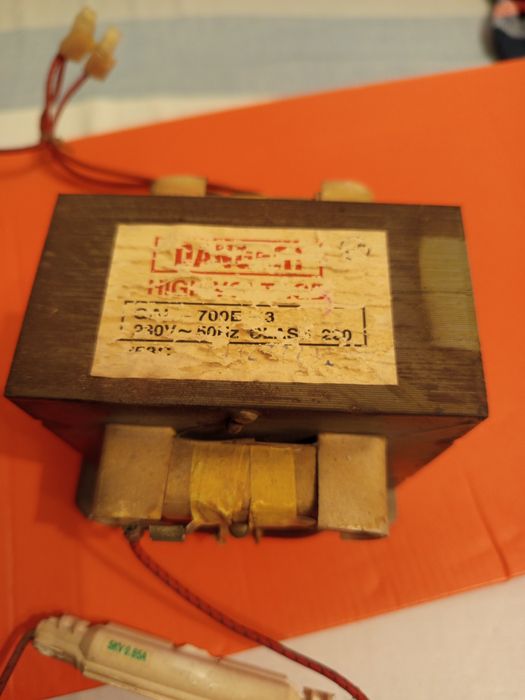 DANGER
HIGH VOLTAGE
700E 3
230V~50Hz CLASS 220
5KV 0.85A